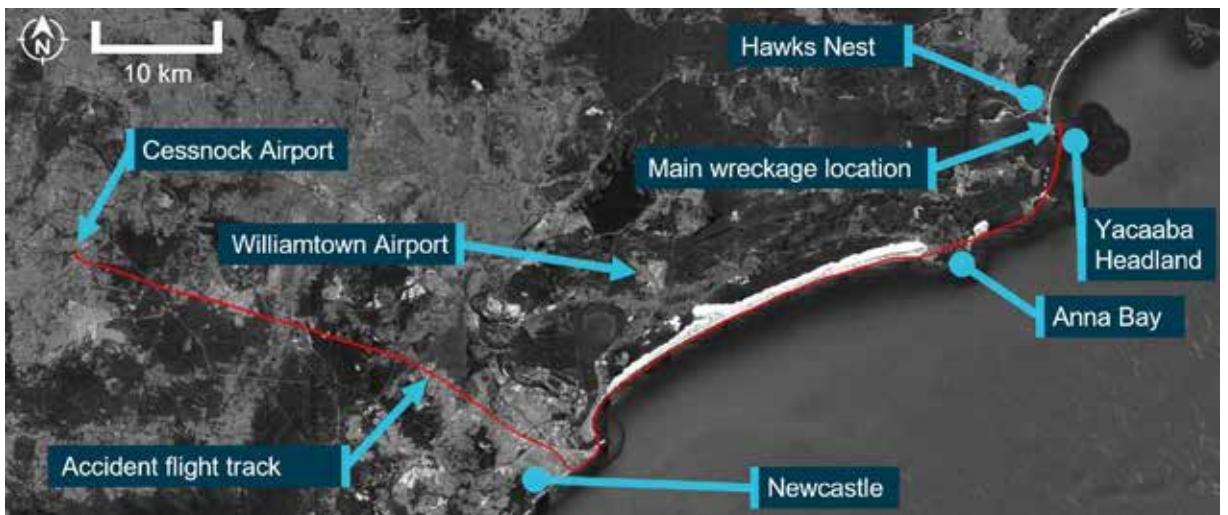 N
10 km
Hawks Nest
Cessnock Airport
Main wreckage location
Williamtown Airport
Yacaaba
Headland
Anna Bay
Accident flight track
Newcastle